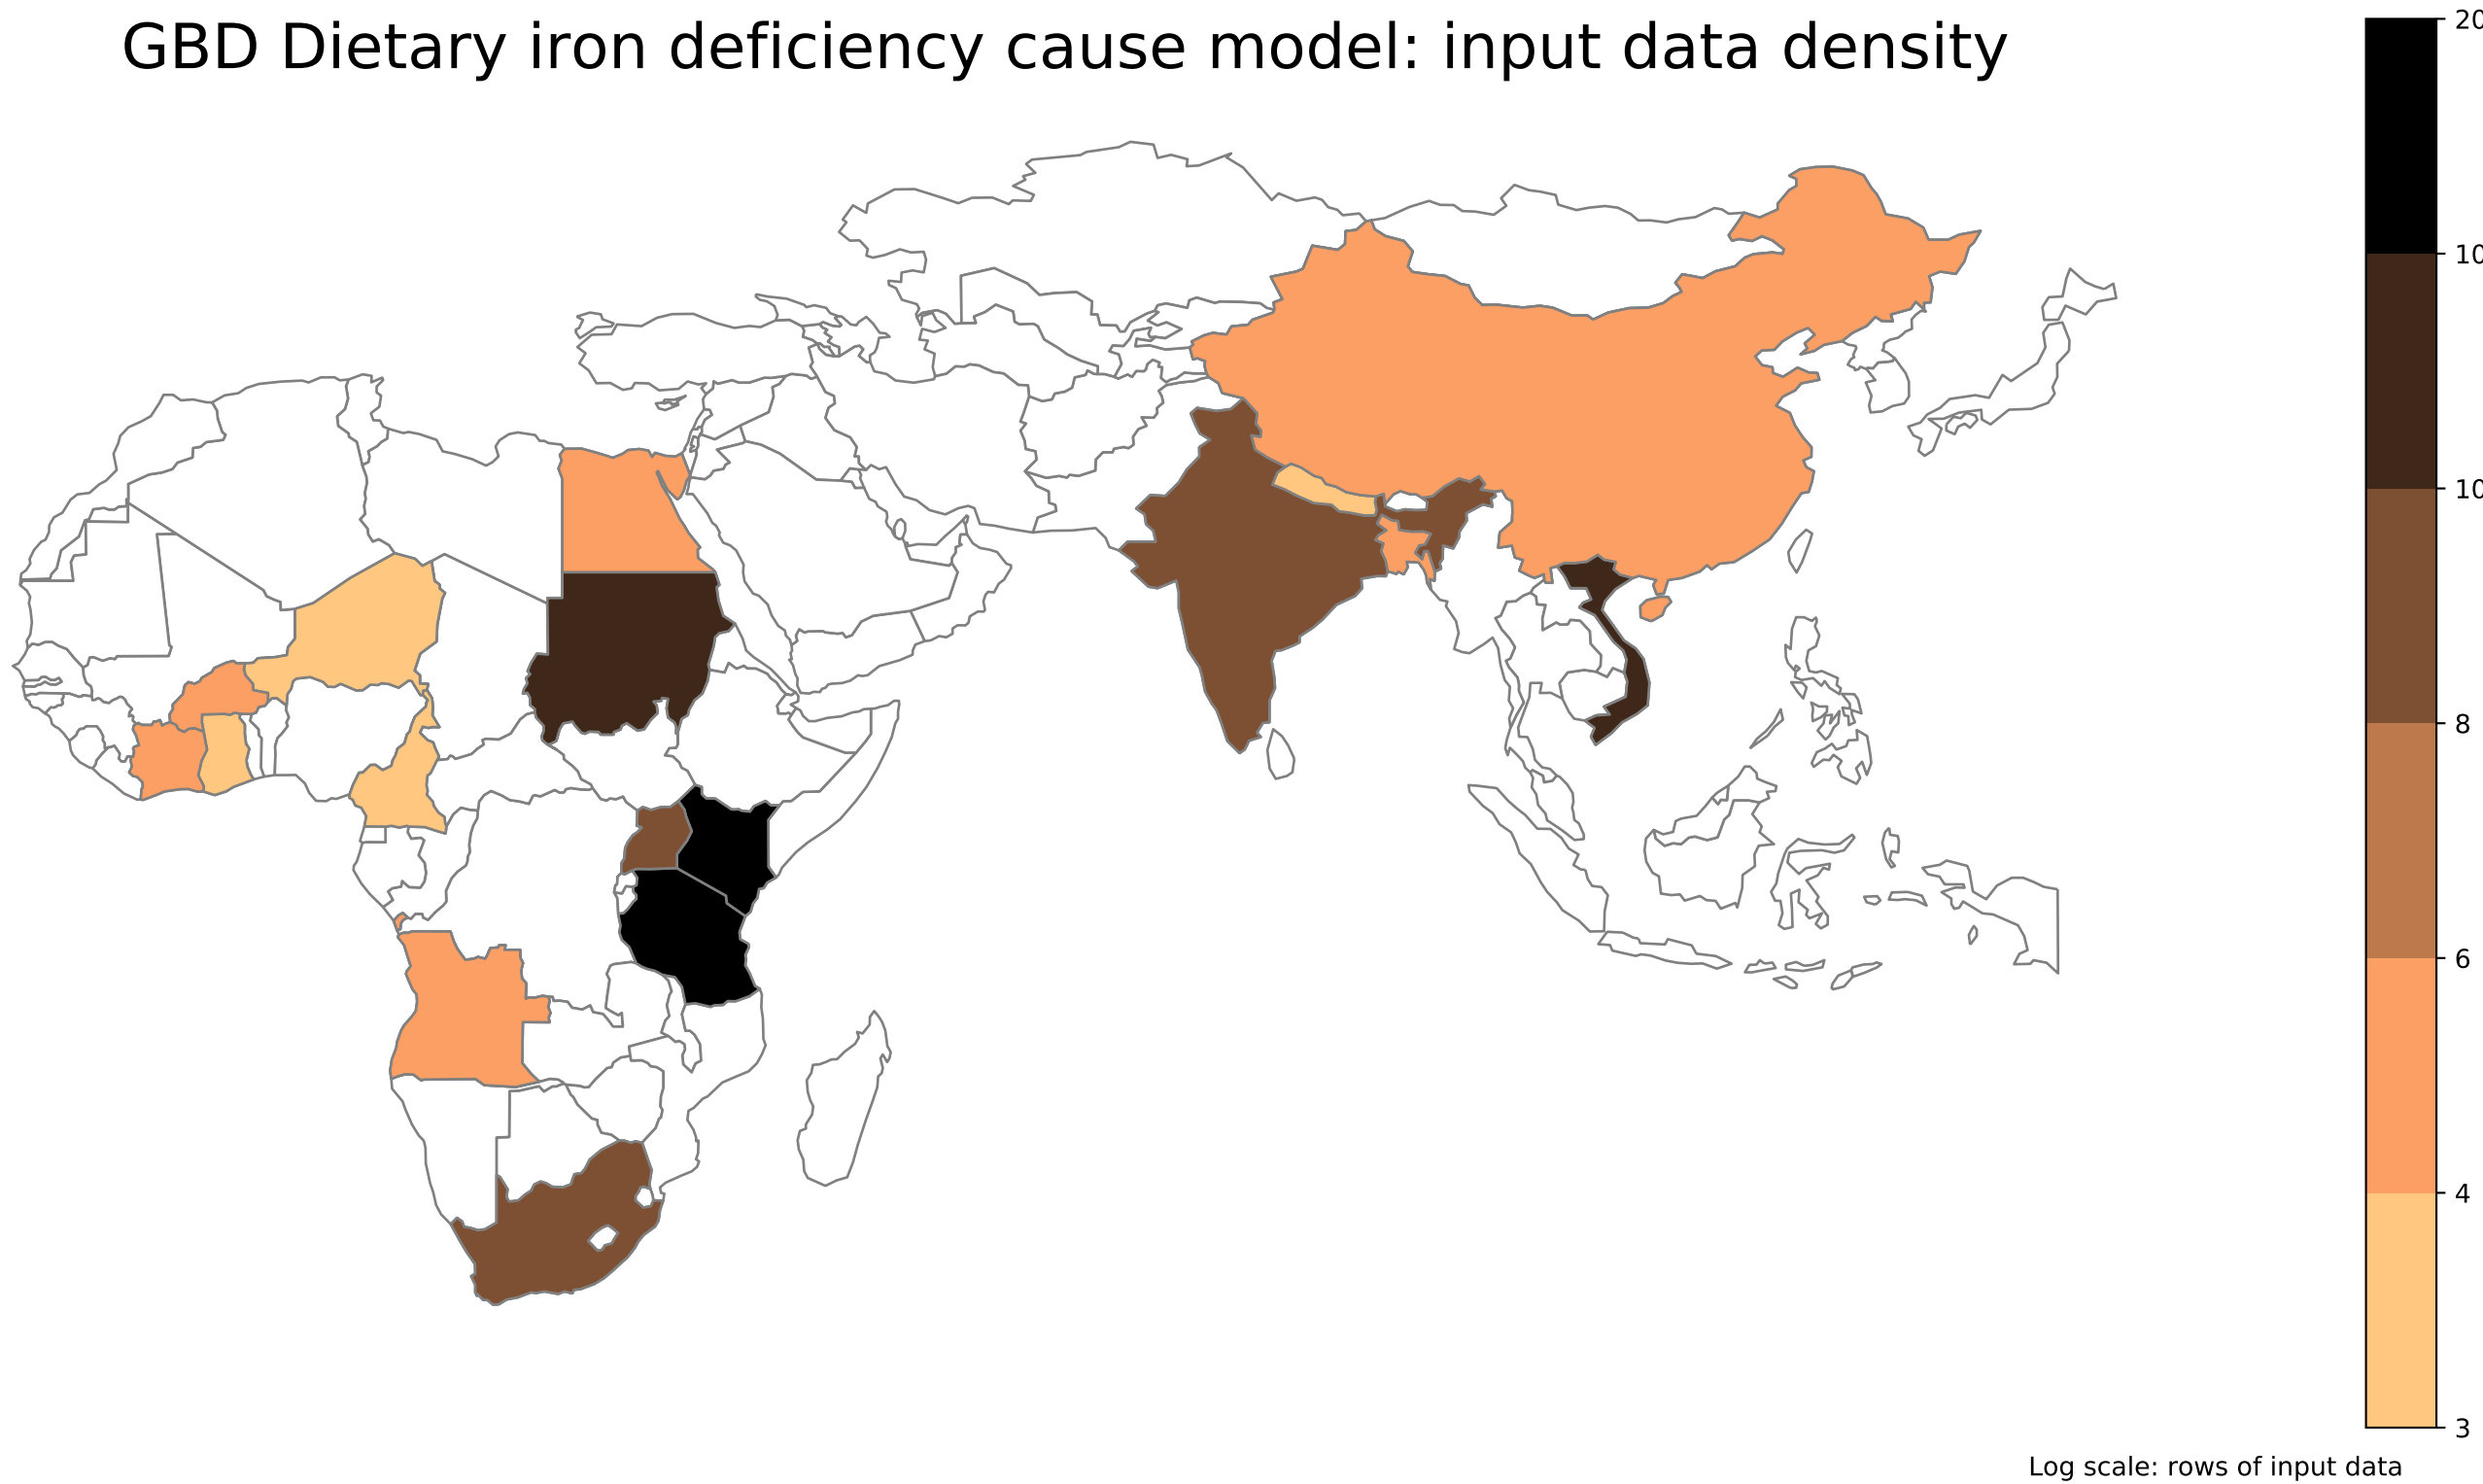 GBD Dietary iron deficiency cause model: input data density
8
6
4
3
Log scale: rows of input data